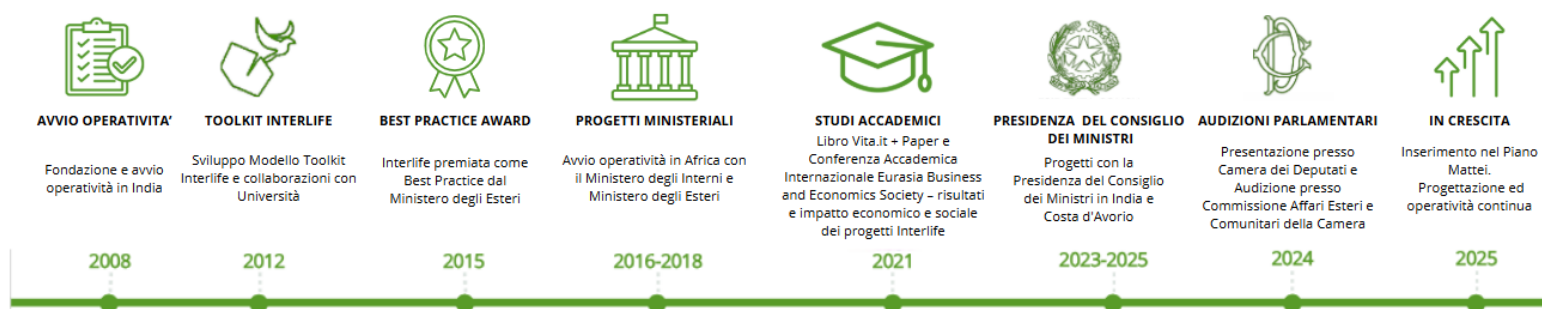 AVVIO OPERATIVITA’
Fondazione e avvio
operatività in India
2008
TOOLKIT INTERLIFE
Sviluppo Modello Toolkit
Interlife e collaborazioni con
Università
2012
BEST PRACTICE AWARD
Interlife premiata come
Best Practice dal
Ministero degli Esteri
2015
PROGETTI MINISTERIALI
Avvio operatività in Africa con
il Ministero degli Interni e
Ministero degli Esteri
2016-2018
STUDI ACCADEMICI
Libro Vita.it + Paper e
Conferenza Accademica
Internazionale Eurasia Business
and Economics Society – risultati
e impatto economico e sociale
dei progetti Interlife
2021
PRESIDENZA DEL CONSIGLIO
DEI MINISTRI
Progetti con la
Presidenza del Consiglio
dei Ministri in India e
Costa d'Avorio
2023-2025
AUDIZIONI PARLAMENTARI
Presentazione presso
Camera dei Deputati e
Audizione presso
Commissione Affari Esteri e
Comunitari della Camera
2024
IN CRESCITA
Inserimento nel Piano
Mattei.
Progettazione ed
operatività continua
2025